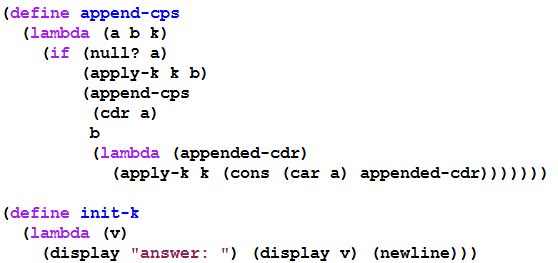 (define append-cps
(lambda (a b k)
(if (null? a)
(apply-k k b)
(append-cps
(cdr a)
b
(lambda (appended-cdr)
(apply-k k (cons (car a) appended-cdr)))))))
(define init-k
(lambda (v)
(display "answer: ") (display v) (newline)))